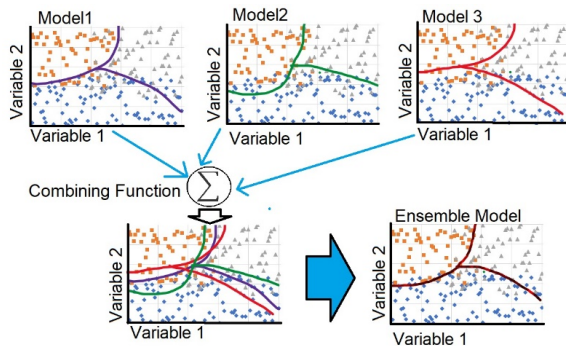 Model1
Model2
Model 3
Variable 2
Variable 2
Variable 2
Variable 1
Variable 1
Variable 1
Combining Function
Σ
Ensemble Model
Variable 2
Variable 2
Variable 1
Variable 1